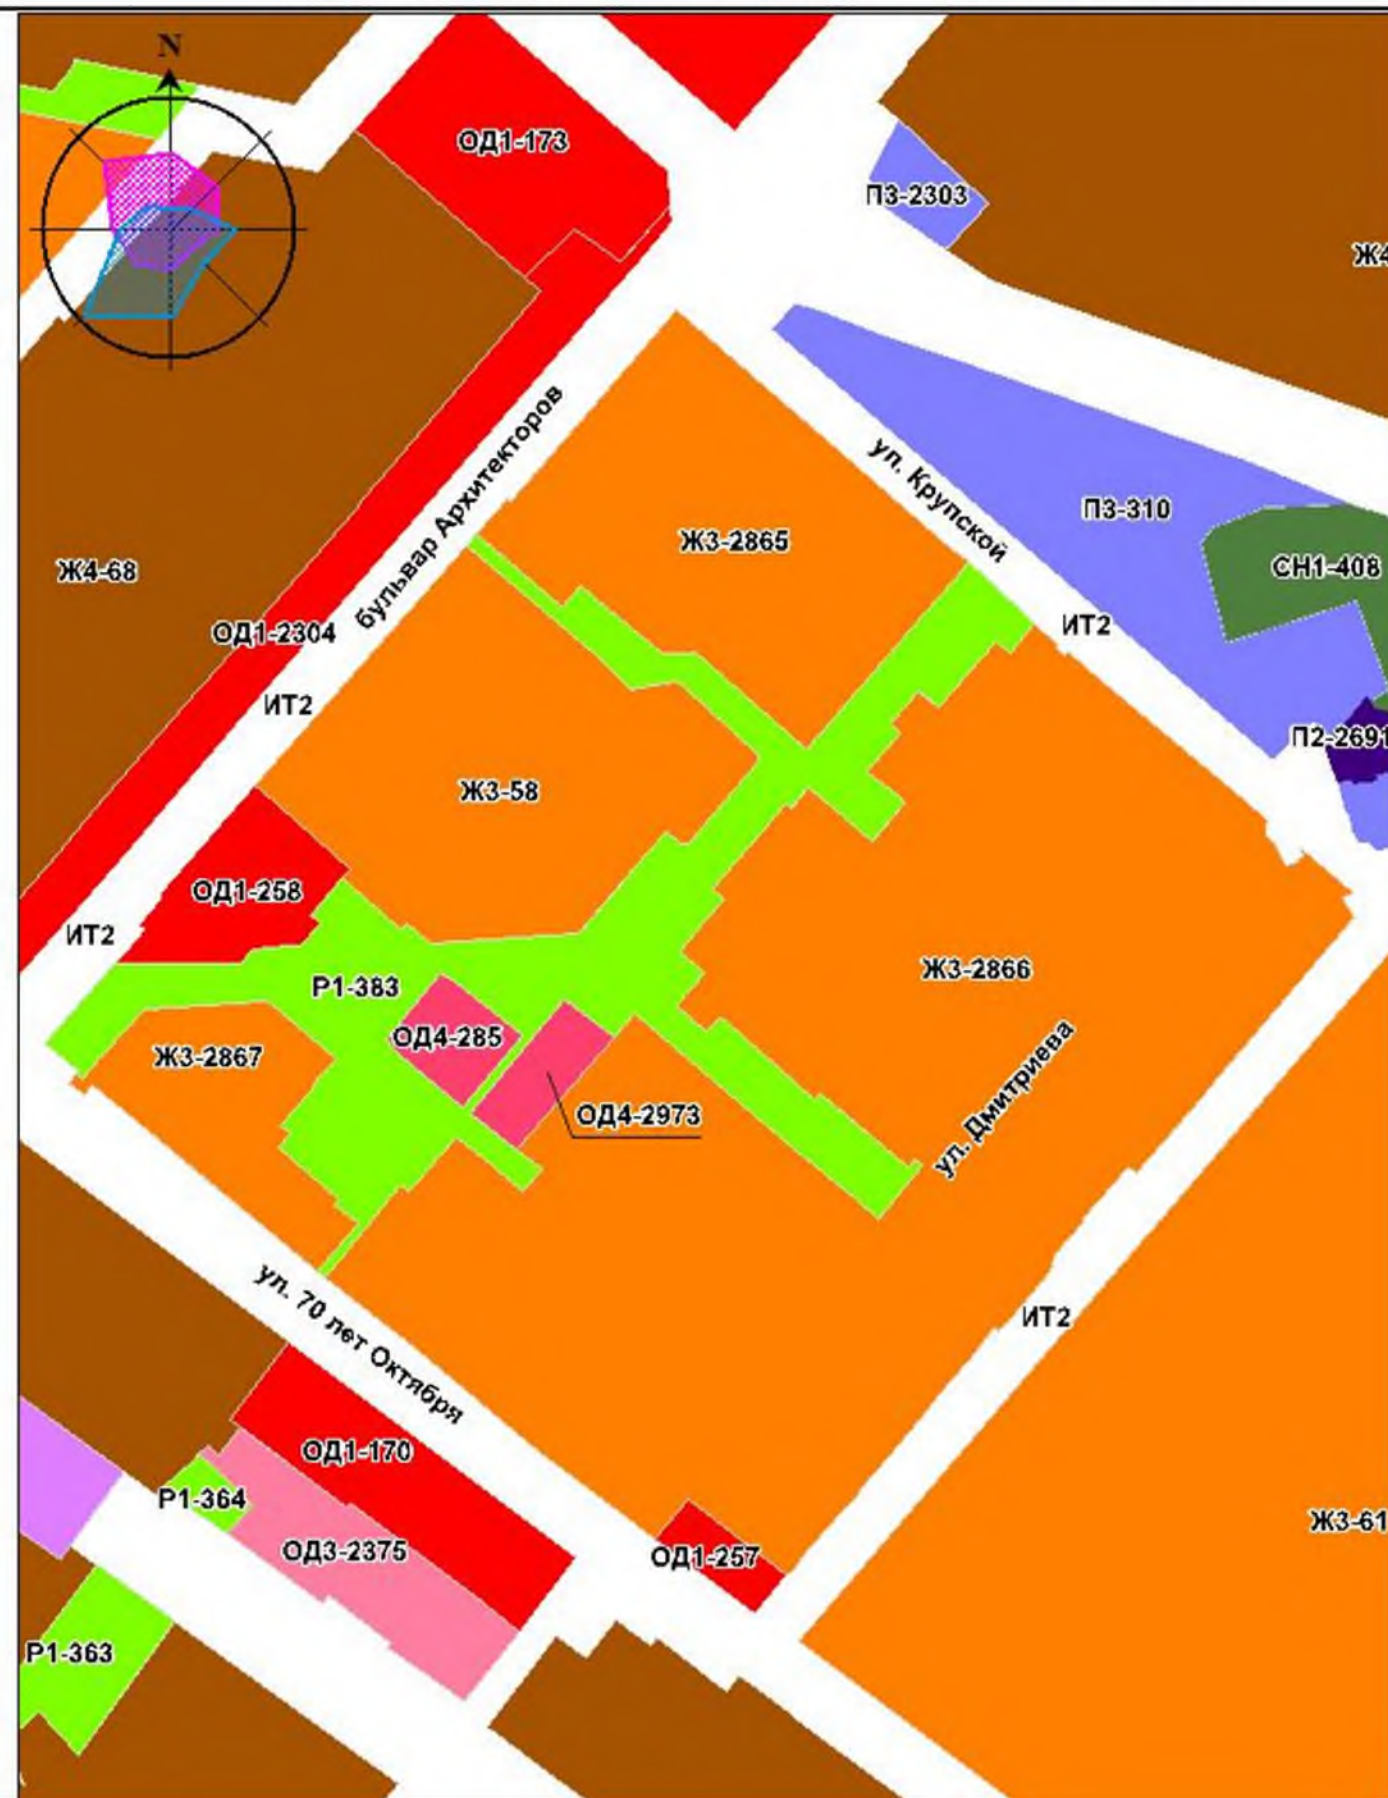 N
ОД1-173
П3-2303
Ж4
ул. Крупской
П3-310
бульвар Архитекторов
Ж3-2865
Ж4-68
СН1-408
ОД1-2304
ИТ2
ИТ2
П2-2691
Ж3-58
ОД1-258
ИТ2
Ж3-2866
Р1-383
ОД4-285
Ж3-2867
ОД4-2973
ул. Дмитриева
ул. 70 лет Октября
ИТ2
ОД1-170
Р1-364
Ж3-61
ОД3-2375
ОД1-257
Р1-363